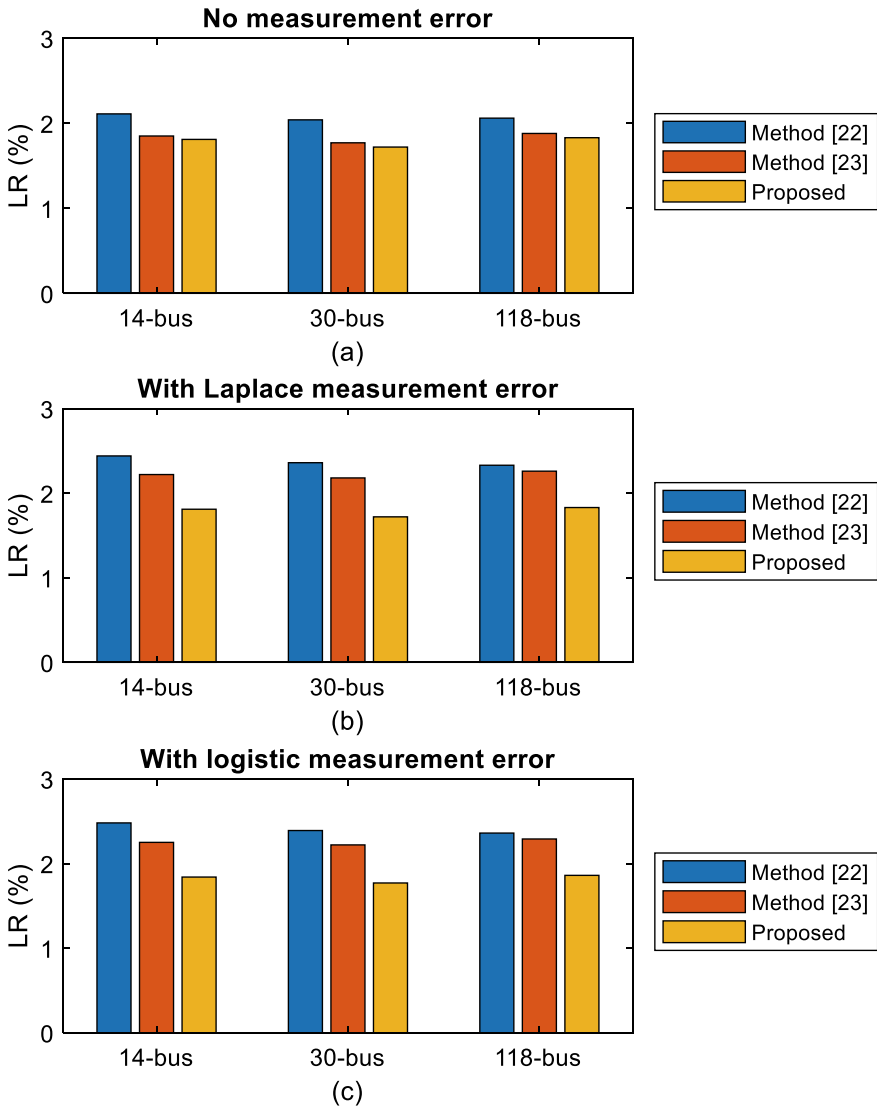 No measurement error
3
2
1
0
LR (%)
14-bus
30-bus
118-bus
Method [22]
Method [23]
Proposed
(a)
With Laplace measurement error
3
2
1
0
LR (%)
14-bus
30-bus
118-bus
Method [22]
Method [23]
Proposed
(b)
With logistic measurement error
3
2
1
0
LR (%)
14-bus
30-bus
118-bus
Method [22]
Method [23]
Proposed
(c)